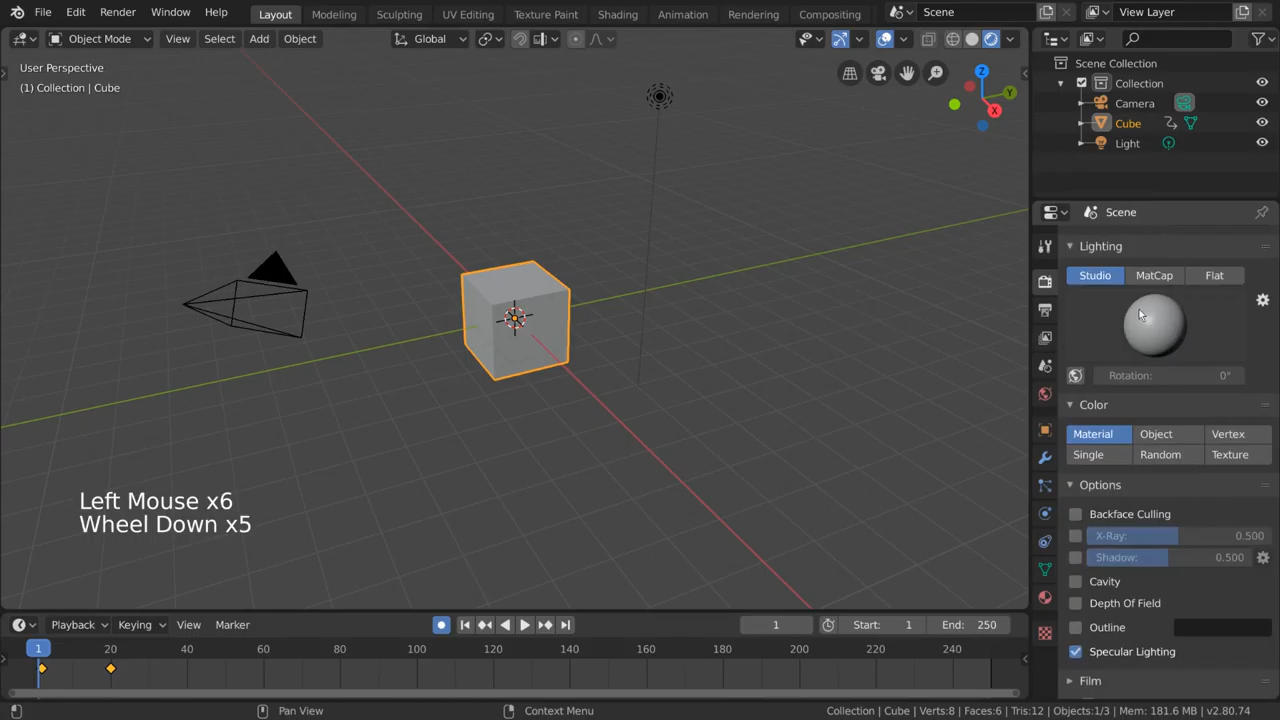 File Edit Render Window Help Layout Modeling Sculpting UV Editing Texture Paint Shading Animation Rendering Compositing Scene View Layer
Object Mode View Select Add Object Global
User Perspective
(1) Collection | Cube
Z
Y
X
Scene Collection
Collection
Camera
Cube
Light
Scene
Lighting
Studio MatCap Flat
Rotation: 0°
Color
Material Object Vertex
Single Random Texture
Options
Backface Culling
X-Ray: 0.500
Shadow: 0.500
Cavity
Depth Of Field
Outline
Specular Lighting
Film
Left Mouse x6
Wheel Down x5
Playback Keying View Marker 1 Start: 1 End: 250
1 20 40 60 80 100 120 140 160 180 200 220 240
Pan View Context Menu Collection | Cube | Verts:8 | Faces:6 | Tris:12 | Objects:1/3 | Mem: 181.6 MB | v2.80.74